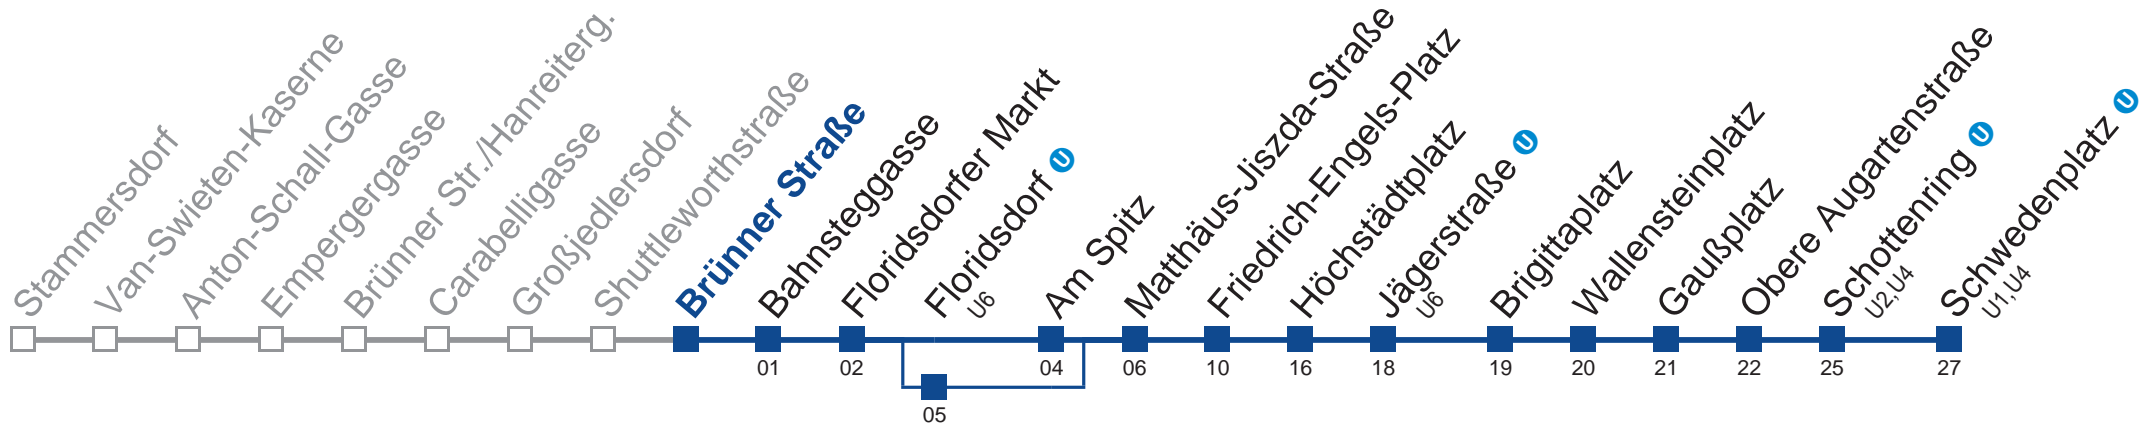 Stammersdorf
Van-Swieten-Kaserne
Anton-Schall-Gasse
Empergergasse
Brünner Str./Hanreiterg.
Carabelligasse
Großjedlersdorf
Shuttleworthstraße
Brünner Straße
Bahnsteggasse
01
Floridsdorfer Markt
02
Floridsdorf U
U6
05
Am Spitz
04
Matthäus-Jiszda-Straße
06
Friedrich-Engels-Platz
10
Höchstädtplatz
16
Jägerstraße U
U6
18
Brigittaplatz
19
Wallensteinplatz
20
Gaußplatz
21
Obere Augartenstraße
22
Schottenring U
U2,U4
25
Schwedenplatz U
U1,U4
27